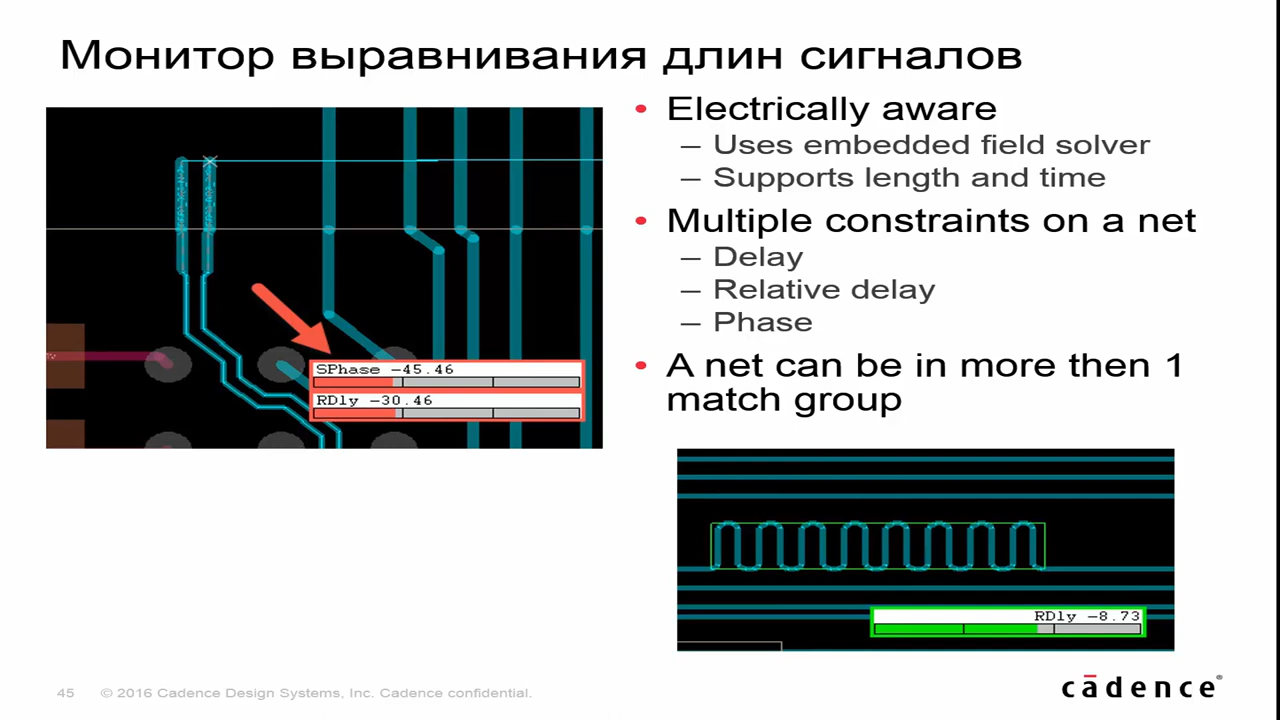 Монитор выравнивания длин сигналов
• Electrically aware
– Uses embedded field solver
– Supports length and time
• Multiple constraints on a net
– Delay
– Relative delay
– Phase
• A net can be in more then 1
match group
SPhase -45.46
RDly -30.46
RDly -8.73
45 © 2016 Cadence Design Systems, Inc. Cadence confidential.
cādence®